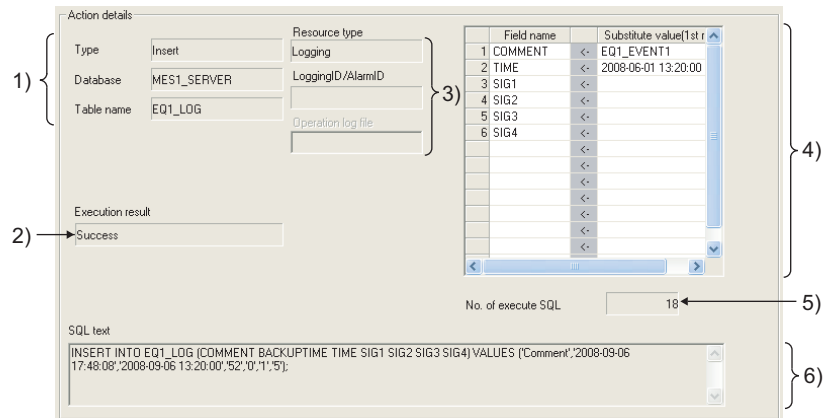 Action details
1)
Type Insert
Database MES1_SERVER
Table name EQ1_LOG
Resource type
Logging
LoggingID/AlarmID
Operation log file
3)
Field name Substitute value(1st r
1 COMMENT <- EQ1_EVENT1
2 TIME <- 2008-06-01 13:20:00
3 SIG1 <-
4 SIG2 <-
5 SIG3 <-
6 SIG4 <-
<-
<-
<-
<-
<-
<-
<-
4)
Execution result
2)
Success
No. of execute SQL 18
5)
SQL text
INSERT INTO EQ1_LOG (COMMENT BACKUPTIME TIME SIG1 SIG2 SIG3 SIG4) VALUES ('Comment','2008-09-06
17:48:08','2008-09-06 13:20:00','52','0','1','5');
6)